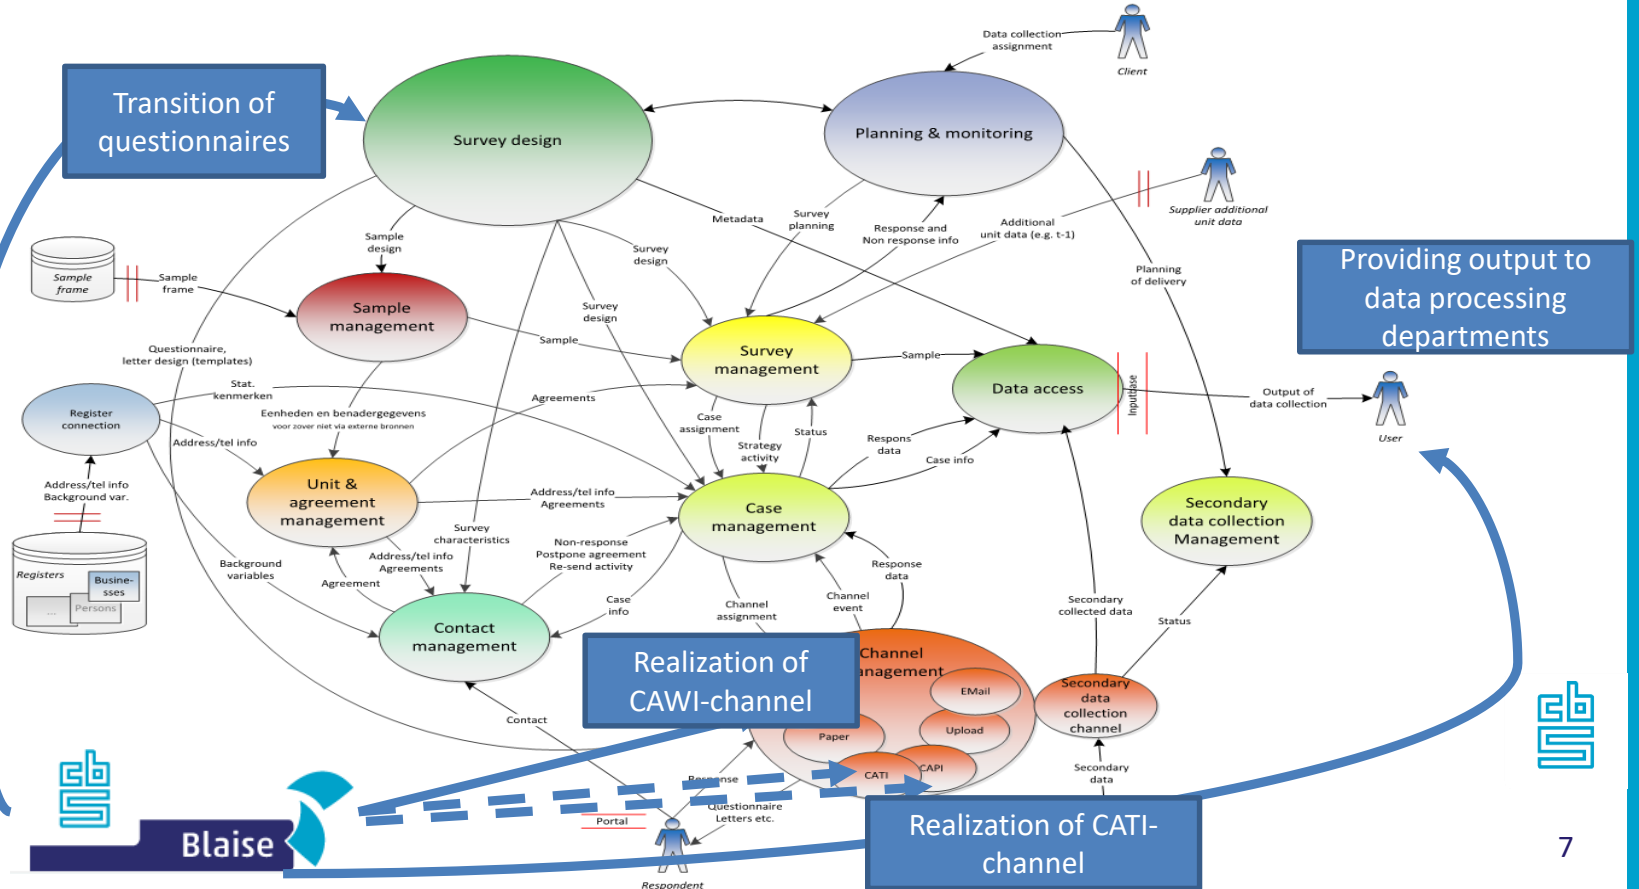 Data collection
assignment
Client
Transition of
questionnaires
Survey design
Planning & monitoring
Supplier additional
unit data
Metadata
Survey
planning
Response and
Non response info
Additional
unit data (e.g. t-1)
Sample
design
Survey
design
Sample
frame
Sample
frame
Planning
of delivery
Providing output to
data processing
departments
Sample
management
Survey
design
Questionnaire,
letter design (templates)
Sample
Survey
management
Sample
Data access
Inputbase
Output of
data collection
User
Stat.
kenmerken
Register
connection
Eenheden en benadergegevens
voor zover niet via externe bronnen
Agreements
Address/tel info
Case
assignment
Strategy
activity
Status
Respons
data
Case info
Address/tel info
Background var.
Unit &
agreement
management
Address/tel info
Agreements
Case
management
Secondary
data collection
Management
Survey
characteristics
Non-response
Postpone agreement
Re-send activity
Registers
Busine-
sses
...
Persons
Background
variables
Address/tel info
Agreements
Agreement
Response
data
Case
info
Channel
assignment
Channel
event
Secondary
collected data
Status
Contact
management
Realization of
CAWI-channel
Channel
anagement
EMail
Paper
Upload
CATI
CAPI
Secondary
data
collection
channel
Contact
Response
Secondary
data
Questionnaire
Letters etc.
Portal
Respondent
Realization of CATI-
channel
cbs
cbs
Blaise
7